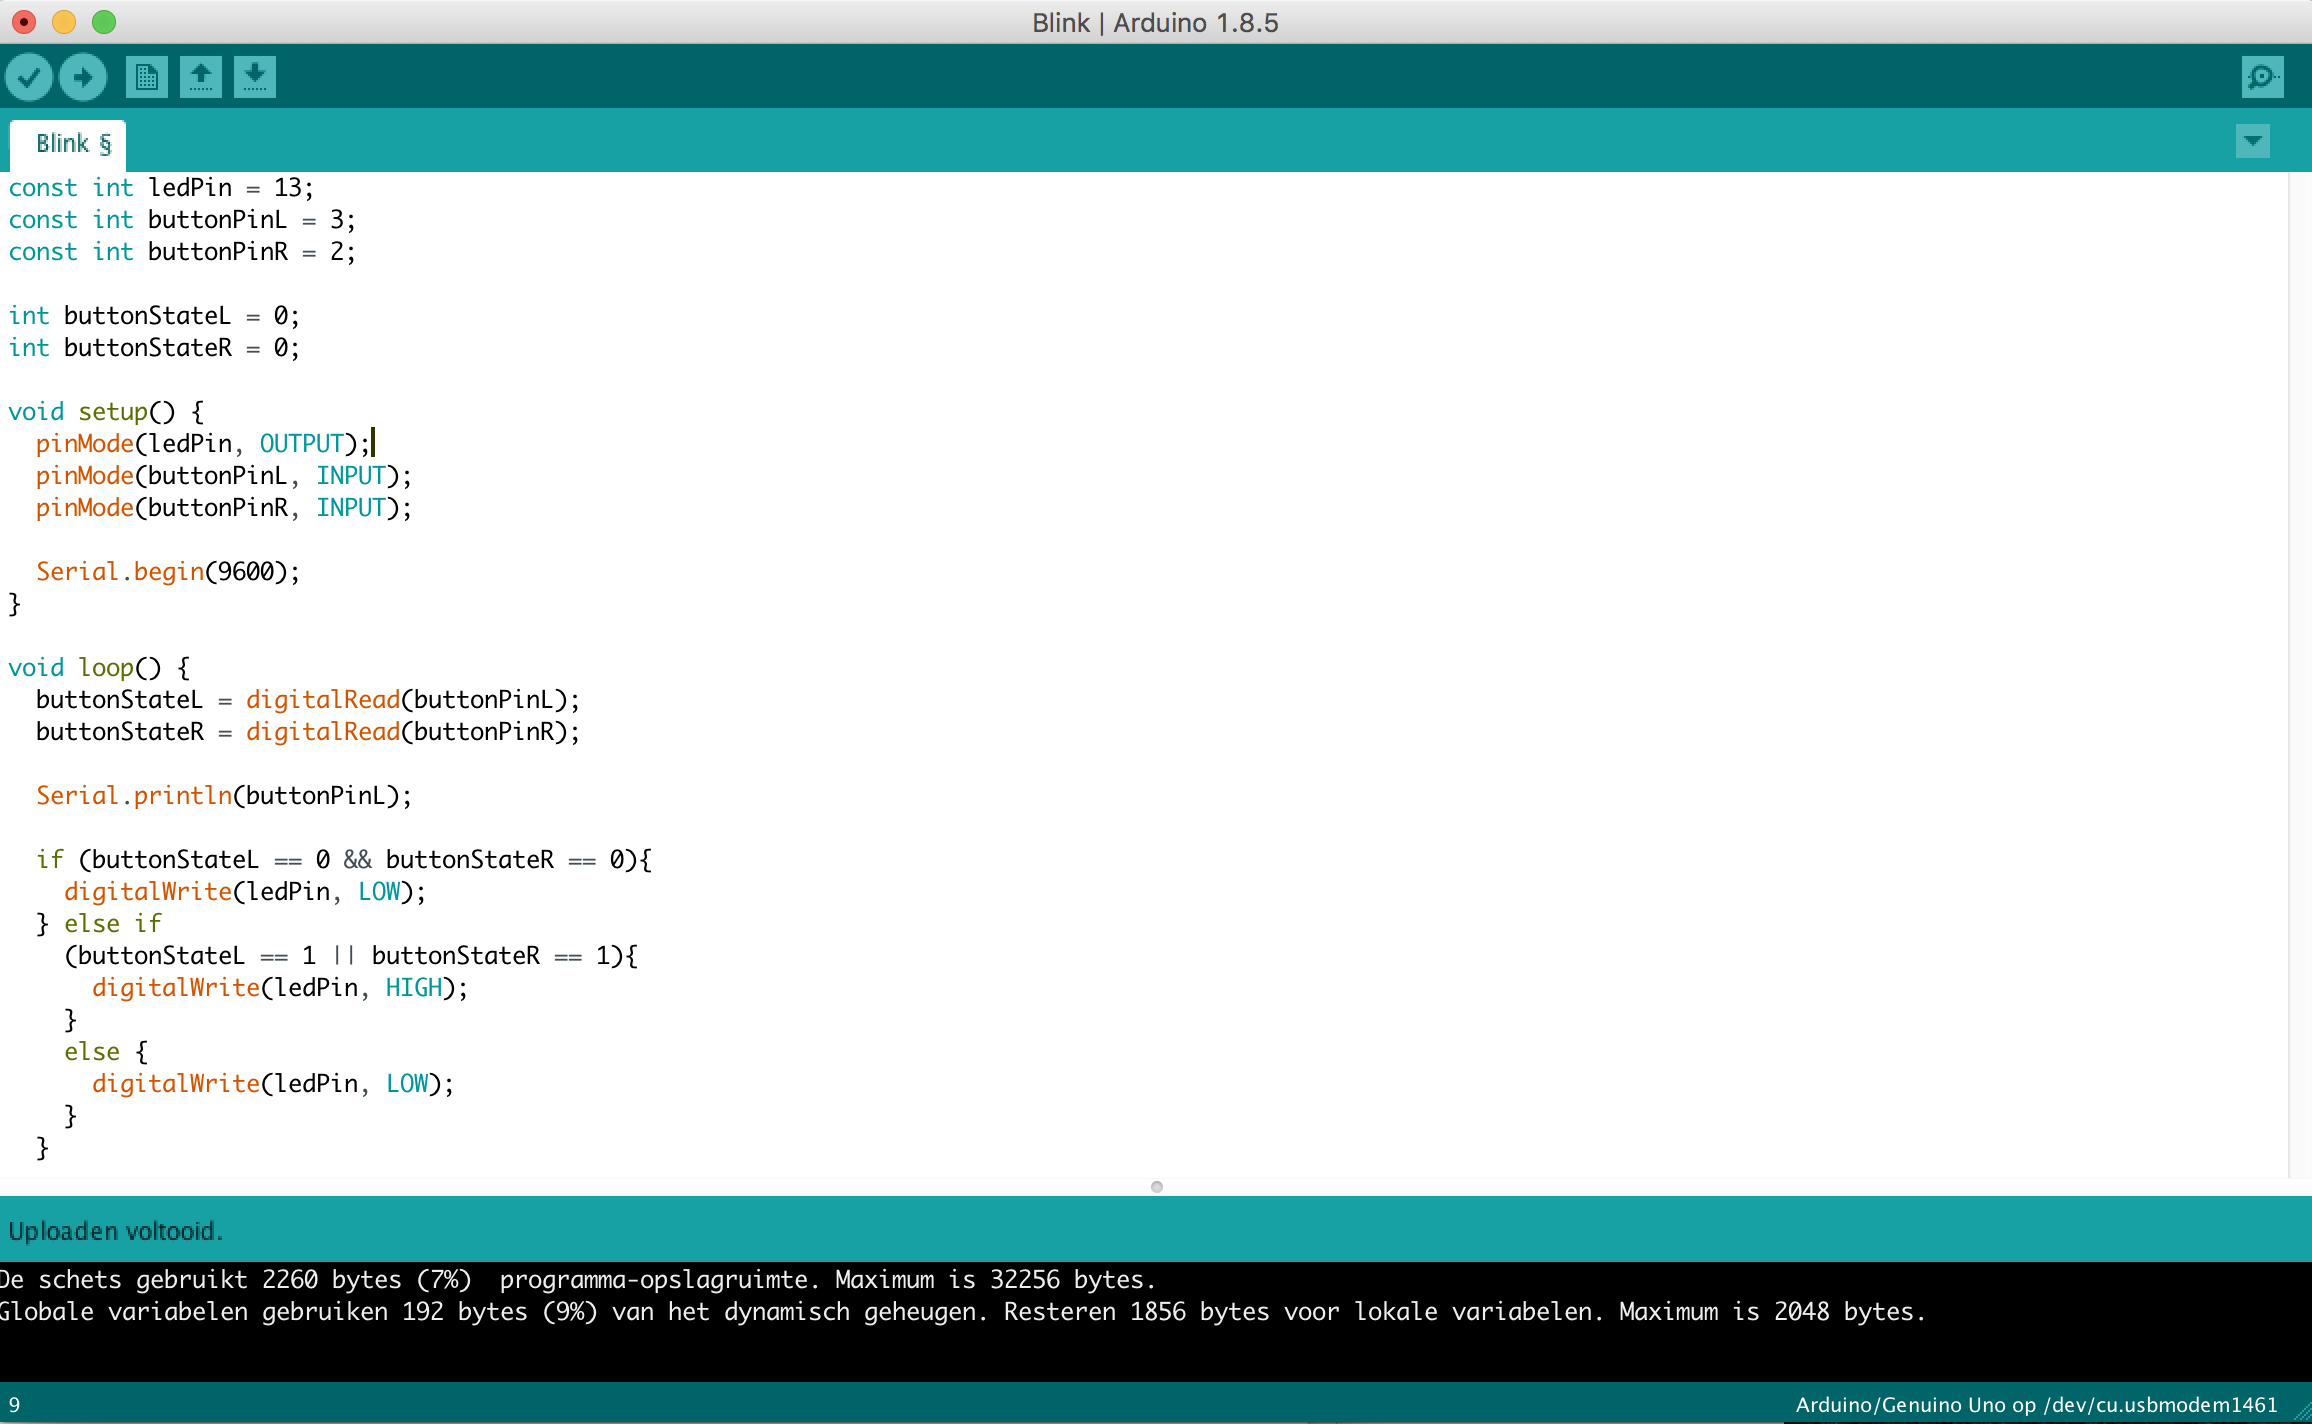 Blink | Arduino 1.8.5
Blink §
const int ledPin = 13;
const int buttonPinL = 3;
const int buttonPinR = 2;
int buttonStateL = 0;
int buttonStateR = 0;
void setup() {
  pinMode(ledPin, OUTPUT);
  pinMode(buttonPinL, INPUT);
  pinMode(buttonPinR, INPUT);
  Serial.begin(9600);
}
void loop() {
  buttonStateL = digitalRead(buttonPinL);
  buttonStateR = digitalRead(buttonPinR);
  Serial.println(buttonPinL);
  if (buttonStateL == 0 && buttonStateR == 0){
    digitalWrite(ledPin, LOW);
  } else if
    (buttonStateL == 1 || buttonStateR == 1){
      digitalWrite(ledPin, HIGH);
    }
    else {
      digitalWrite(ledPin, LOW);
    }
  }
Uploaden voltooid.
De schets gebruikt 2260 bytes (7%)  programma-opslagruimte. Maximum is 32256 bytes.
Globale variabelen gebruiken 192 bytes (9%) van het dynamisch geheugen. Resteren 1856 bytes voor lokale variabelen. Maximum is 2048 bytes.
9
Arduino/Genuino Uno op /dev/cu.usbmodem1461